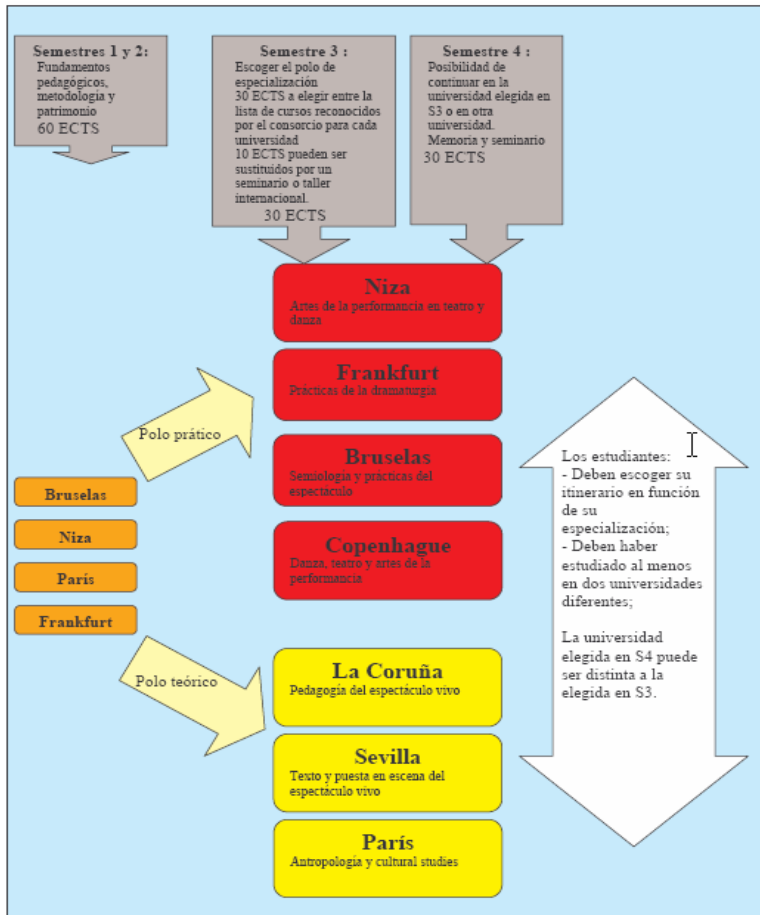 Semestres 1 y 2:
Fundamentos
pedagógicos,
metodología y
patrimonio
60 ECTS
Semestre 3 :
Escoger el polo de
especialización
30 ECTS a elegir entre la
lista de cursos reconocidos
por el consorcio para cada
universidad
10 ECTS pueden ser
sustituidos por un
seminario o taller
internacional.
30 ECTS
Semestre 4 :
Posibilidad de
continuar en la
universidad elegida en
S3 o en otra
universidad.
Memoria y seminario
30 ECTS
Polo prático
Bruselas
Niza
París
Frankfurt
Polo teórico
Niza
Artes de la performancia en teatro y
danza
Frankfurt
Prácticas de la dramaturgia
Bruselas
Semiología y prácticas del
espectáculo
Copenhague
Danza, teatro y artes de la
performancia
La Coruña
Pedagogía del espectáculo vivo
Sevilla
Texto y puesta en escena del
espectáculo vivo
París
Antropología y cultural studies
Los estudiantes:
- Deben escoger su
itinerario en función
de su
especialización;
- Deben haber
estudiado al menos
en dos universidades
diferentes;
La universidad
elegida en S4 puede
ser distinta a la
elegida en S3.